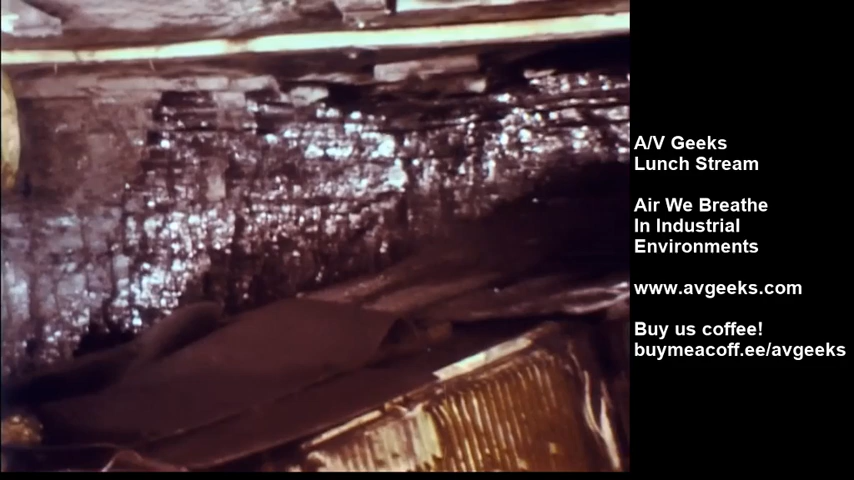 A/V Geeks
Lunch Stream
Air We Breathe
In Industrial
Environments
www.avgeeks.com
Buy us coffee!
buymeacoff.ee/avgeeks